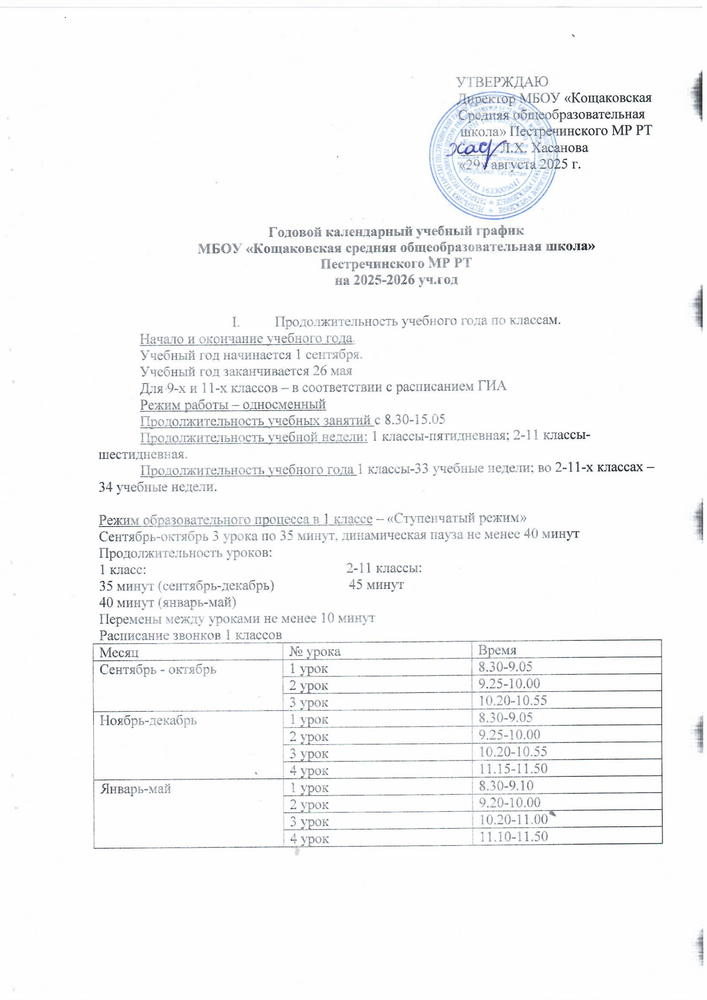 УТВЕРЖДАЮ
Директор МБОУ «Кощаковская
Средняя общеобразовательная
школа» Пестречинского МР РТ
Л.Х. Хасанова
«29» августа 2025 г.
ИНН 1633005047
Годовой календарный учебный график
МБОУ «Кощаковская средняя общеобразовательная школа»
Пестречинского МР РТ
на 2025-2026 уч.год
I. Продолжительность учебного года по классам.
Начало и окончание учебного года.
Учебный год начинается 1 сентября.
Учебный год заканчивается 26 мая
Для 9-х и 11-х классов – в соответствии с расписанием ГИА
Режим работы – односменный
Продолжительность учебных занятий с 8.30-15.05
Продолжительность учебной недели: 1 классы-пятидневная; 2-11 классы-
шестидневная.
Продолжительность учебного года 1 классы-33 учебные недели; во 2-11-х классах –
34 учебные недели.
Режим образовательного процесса в 1 классе – «Ступенчатый режим»
Сентябрь-октябрь 3 урока по 35 минут, динамическая пауза не менее 40 минут
Продолжительность уроков:
1 класс: 2-11 классы:
35 минут (сентябрь-декабрь) 45 минут
40 минут (январь-май)
Перемены между уроками не менее 10 минут
Расписание звонков 1 классов
Месяц № урока Время
Сентябрь - октябрь 1 урок 8.30-9.05
2 урок 9.25-10.00
3 урок 10.20-10.55
Ноябрь-декабрь 1 урок 8.30-9.05
2 урок 9.25-10.00
3 урок 10.20-10.55
4 урок 11.15-11.50
Январь-май 1 урок 8.30-9.10
2 урок 9.20-10.00
3 урок 10.20-11.00
4 урок 11.10-11.50